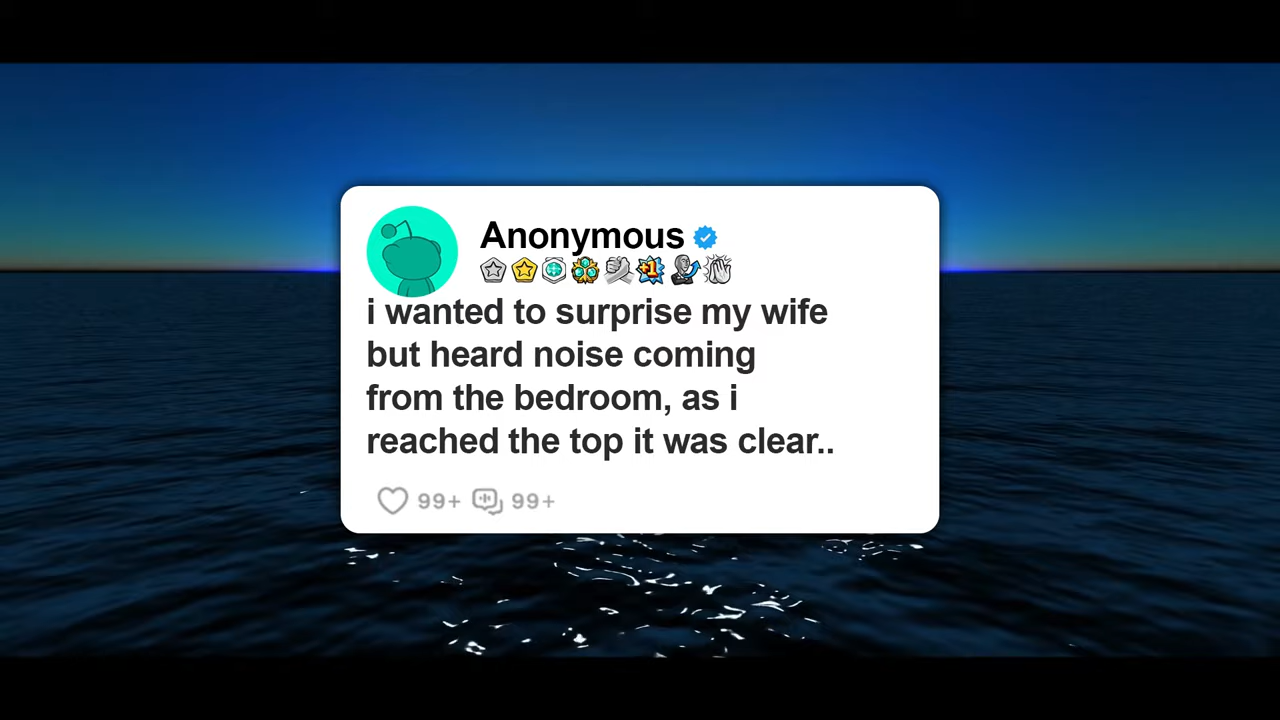 Anonymous
+1
i wanted to surprise my wife
but heard noise coming
from the bedroom, as i
reached the top it was clear..
99+ 99+